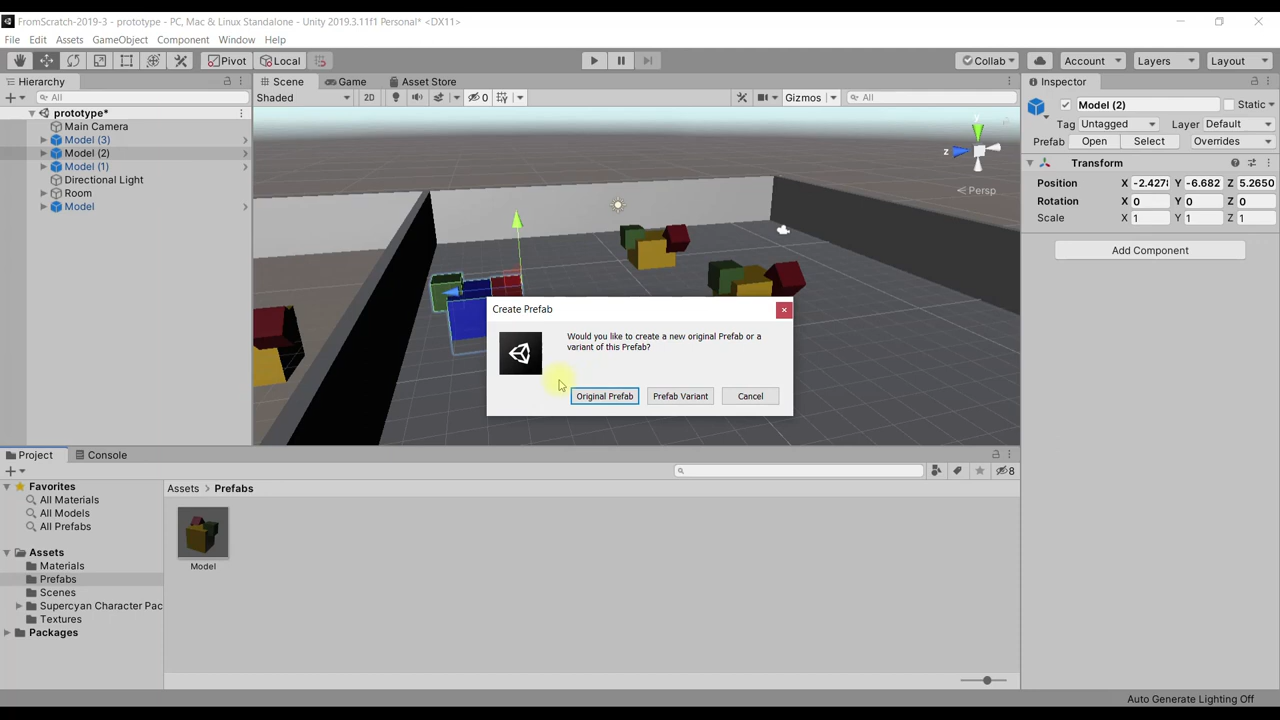 FromScratch-2019-3 - prototype - PC, Mac & Linux Standalone - Unity 2019.3.11f1 Personal* <DX11>
File Edit Assets GameObject Component Window Help
Pivot Local Collab Account Layers Layout
Hierarchy
All
prototype*
Main Camera
Model (3)
Model (2)
Model (1)
Directional Light
Room
Model
Scene Game Asset Store
Shaded 2D 0 Gizmos All
y
z
Persp
Inspector
Model (2) Static
Tag Untagged Layer Default
Prefab Open Select Overrides
Transform
Position X -2.427 Y -6.682 Z 5.2650
Rotation X 0 Y 0 Z 0
Scale X 1 Y 1 Z 1
Add Component
Create Prefab
Would you like to create a new original Prefab or a
variant of this Prefab?
Original Prefab Prefab Variant Cancel
Project Console
8
Favorites
All Materials
All Models
All Prefabs
Assets
Materials
Prefabs
Scenes
Supercyan Character Pac
Textures
Packages
Assets > Prefabs
Model
Auto Generate Lighting Off